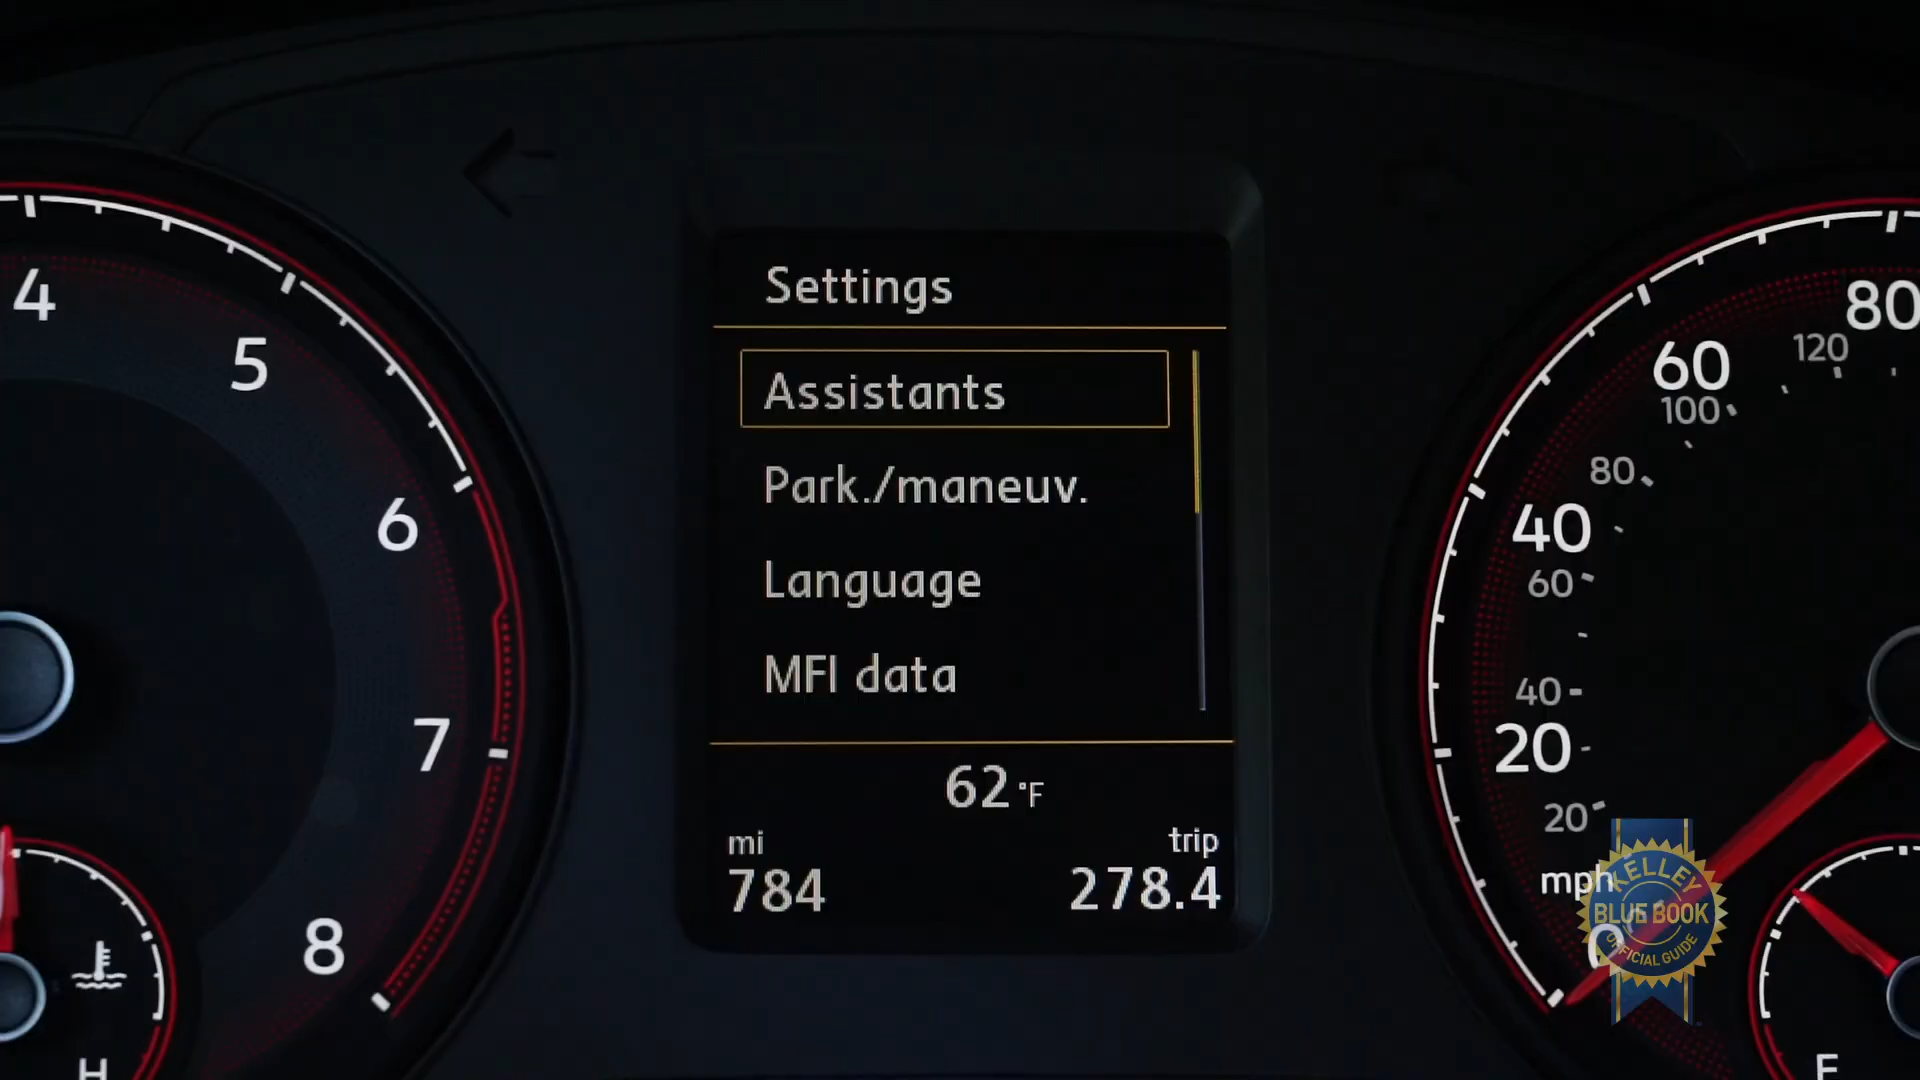 Settings
Assistants
Park./maneuv.
Language
MFI data
62 °F
mi
784
trip
278.4
4
5
6
7
8
H
80
120
60
100
80
40
60
40
20
20
mph
0
KELLEY
BLUE BOOK
OFFICIAL GUIDE